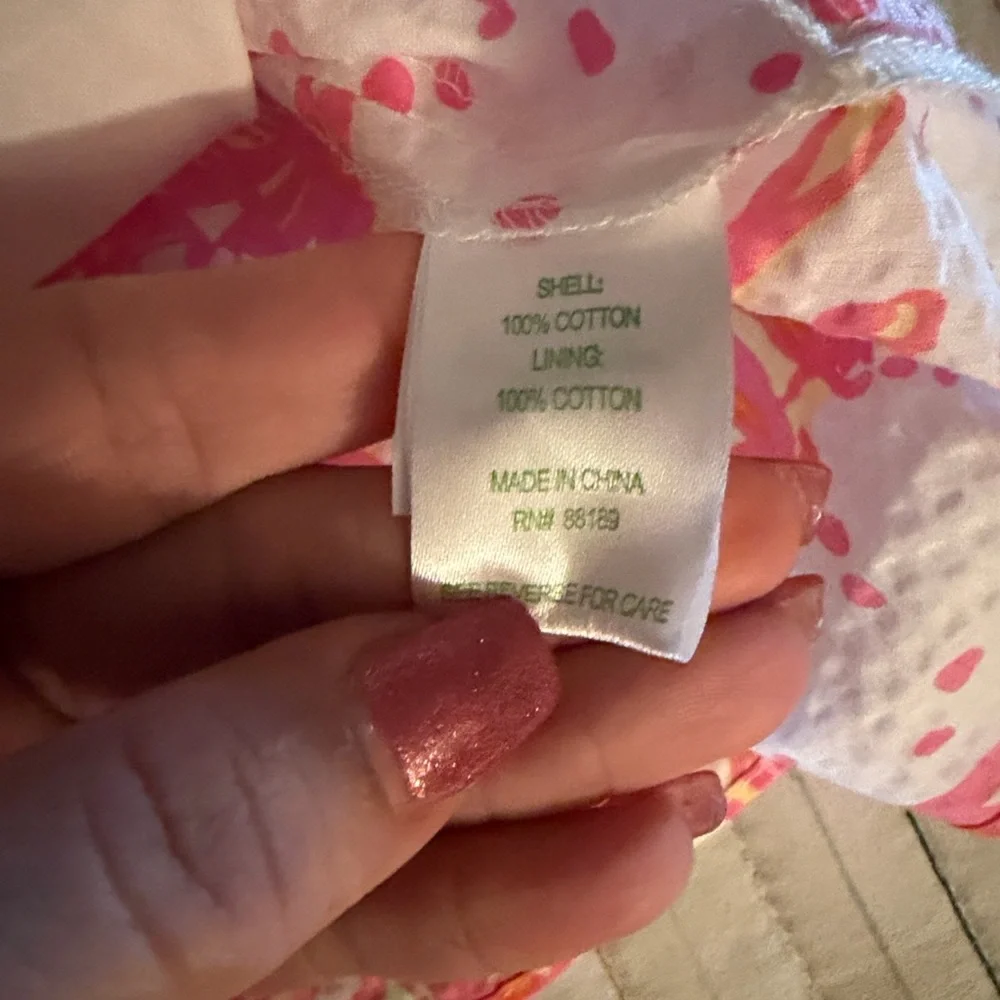 SHELL:
100% COTTON
LINING:
100% COTTON
MADE IN CHINA
RN# 88189
SEE REVERSE FOR CARE